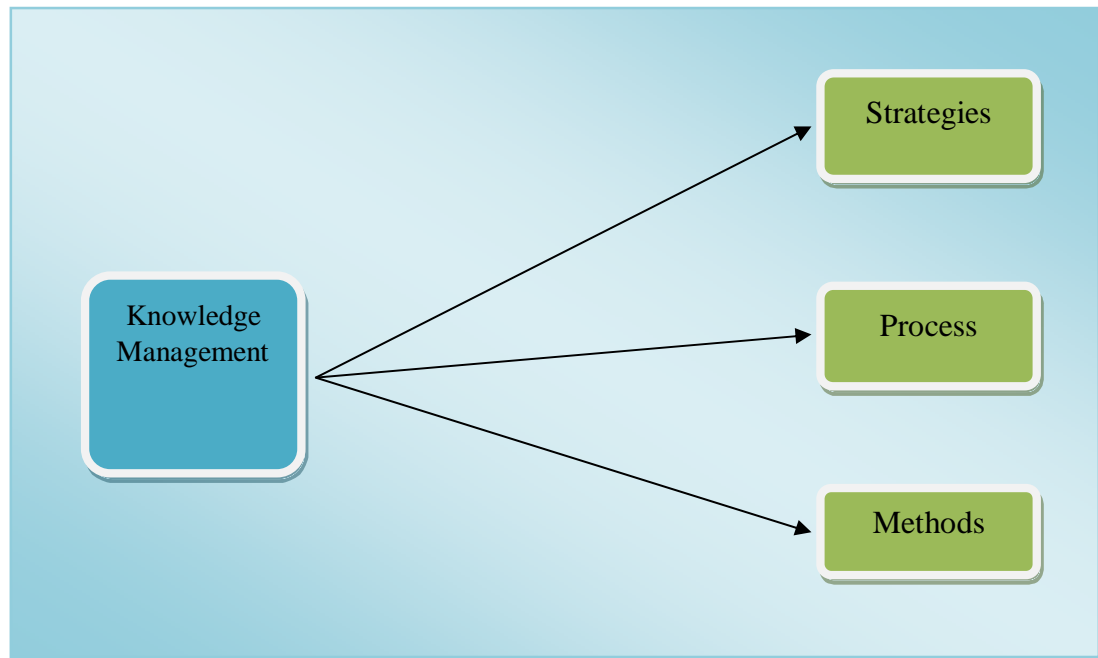 Strategies
Knowledge
Management
Process
Methods